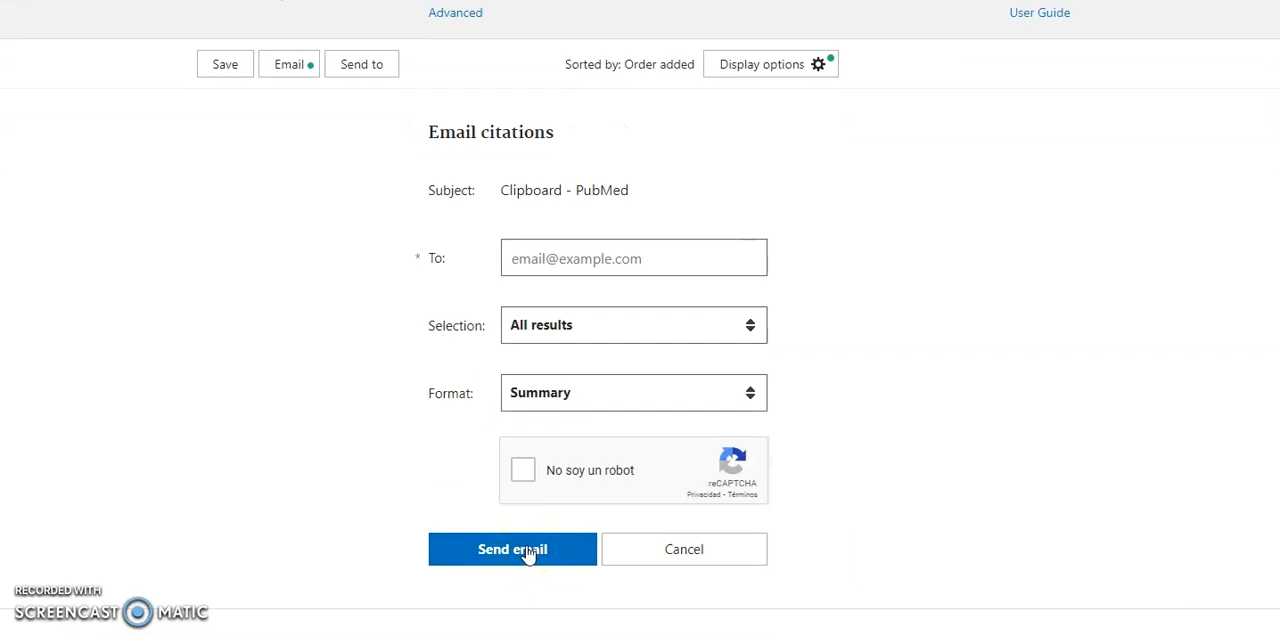 Advanced
User Guide
Save
Email
Send to
Sorted by: Order added
Display options
Email citations
Subject: Clipboard - PubMed
* To: email@example.com
Selection: All results
Format: Summary
No soy un robot
reCAPTCHA
Privacidad • Términos
Send email
Cancel
RECORDED WITH
SCREENCAST MATIC